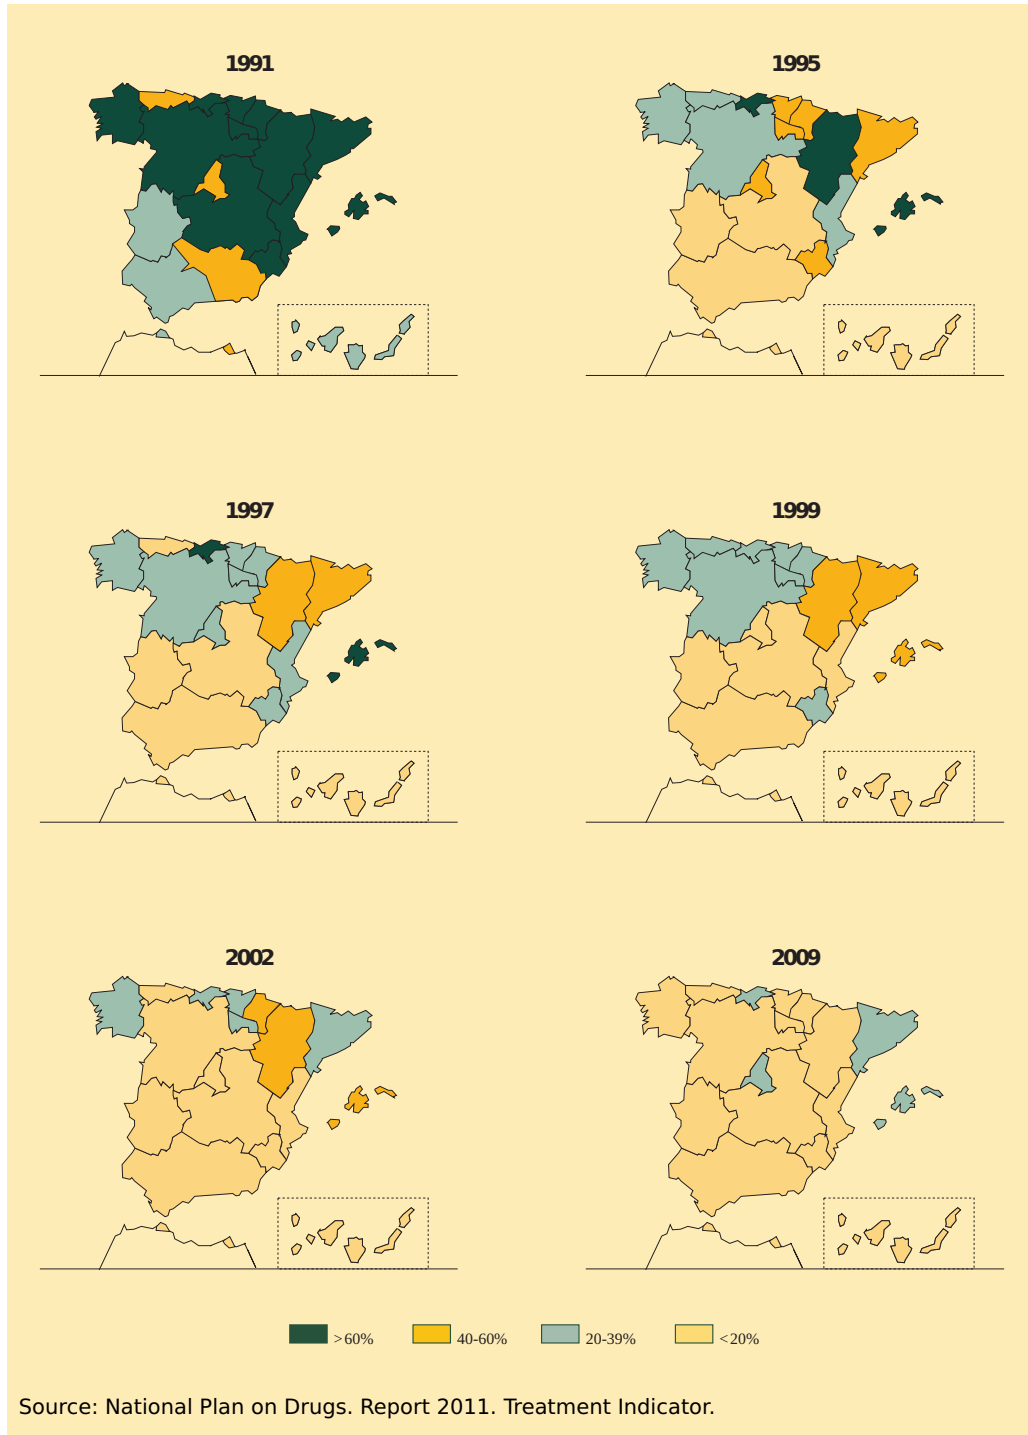 1991 1995
1997 1999
2002 2009
>60% 40-60% 20-39% <20%
Source: National Plan on Drugs. Report 2011. Treatment Indicator.